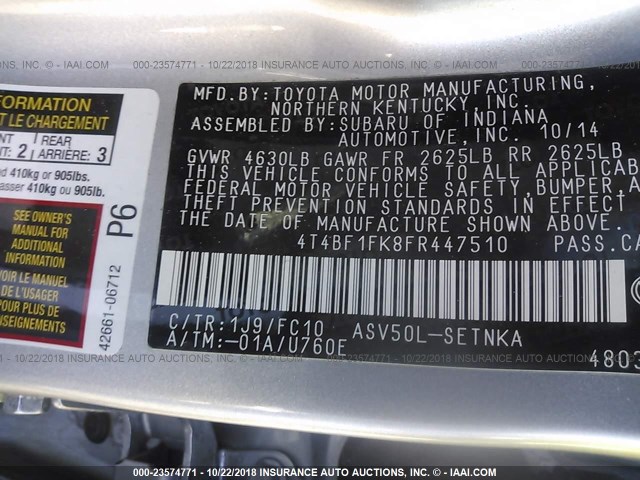 000-23574771 - 10/22/2018 INSURANCE AUTO AUCTIONS, INC. - © IAAI.COM
INFORMATION
LE CHARGEMENT
REAR
2 ARRIÈRE: 3
410kg or 905lbs.
410kg ou 905lb.
SEE OWNER'S
MANUAL FOR
ADDITIONAL
INFORMATION
VOIR LE MANUEL
DE L'USAGER
POUR PLUS DE
RENSEIGNEMENTS
P6
42661-06712
MFD.BY:TOYOTA MOTOR MANUFACTURING,
NORTHERN KENTUCKY, INC.
ASSEMBLED BY:SUBARU OF INDIANA
AUTOMOTIVE, INC. 10/14
GVWR 4630LB GAWR FR 2625LB RR 2625LB
THIS VEHICLE CONFORMS TO ALL
FEDERAL MOTOR VEHICLE SAFETY, BUMPER,
THEFT PREVENTION STANDARDS IN EFFECT
THE DATE OF MANUFACTURE SHOWN ABOVE.
4T4BF1FK8FR447510 PASS.
C/TR:1J9/FC10 ASV50L-SETNKA
A/TM:-01A/U760E
000-23574771 - 10/22/2018 INSURANCE AUTO AUCTIONS, INC. - © IAAI.COM